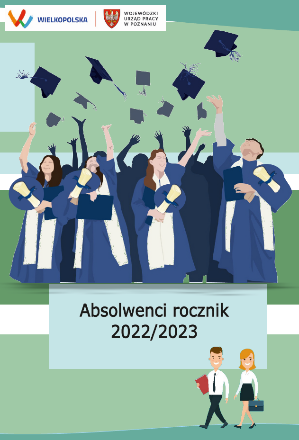 WIELKOPOLSKA
WOJEWÓDZKI
URZĄD PRACY
W POZNANIU
Absolwenci rocznik
2022/2023